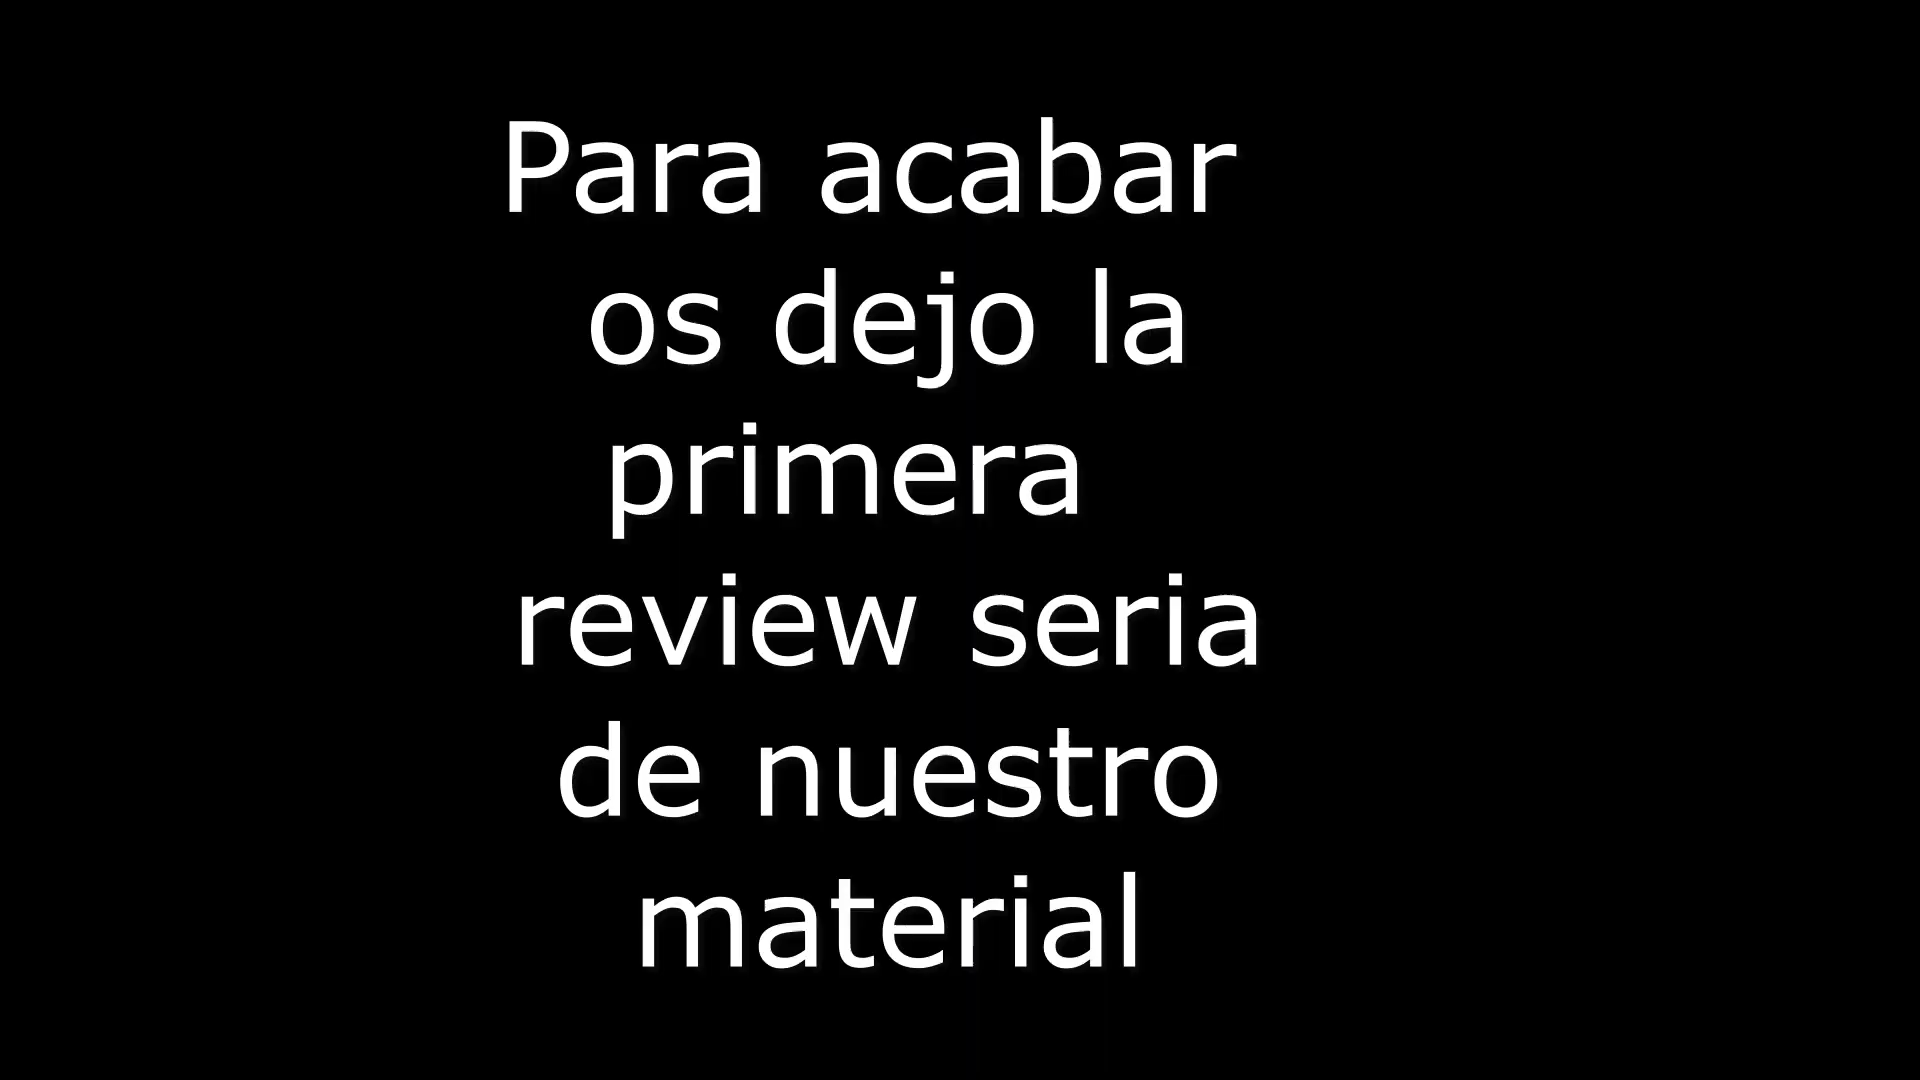 Para acabar
os dejo la
primera
review seria
de nuestro
material